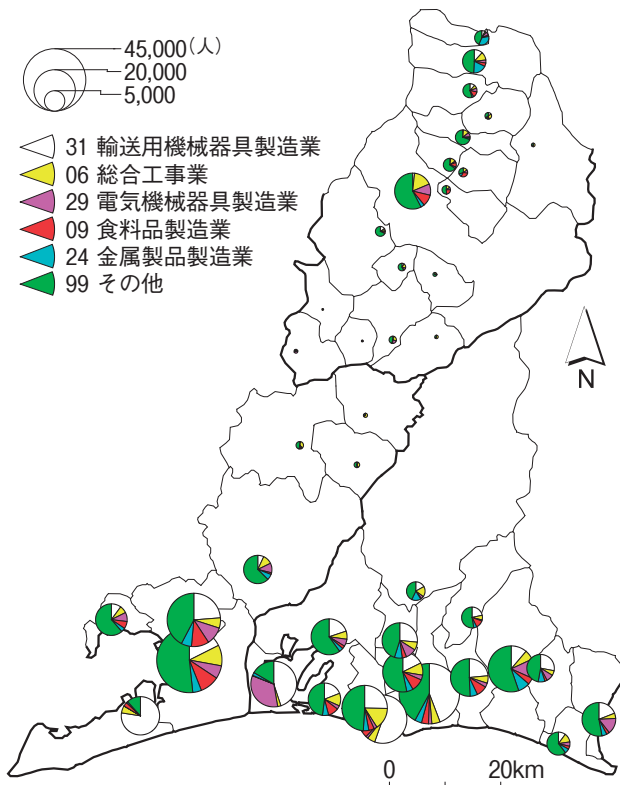 45,000(人)
20,000
5,000
31 輸送用機械器具製造業
06 総合工事業
29 電気機械器具製造業
09 食料品製造業
24 金属製品製造業
99 その他
N
0 20km